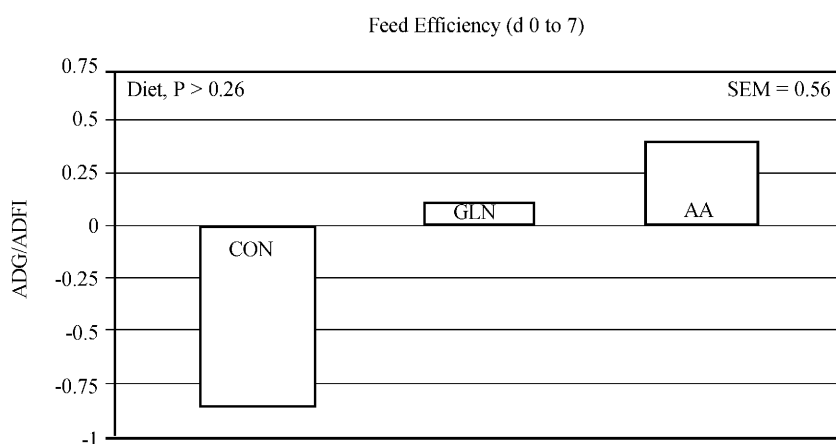 Feed Efficiency (d 0 to 7)
0.75
Diet, P > 0.26
SEM = 0.56
0.5
0.25
0
-0.25
-0.5
-0.75
-1
ADG/ADFI
CON
GLN
AA